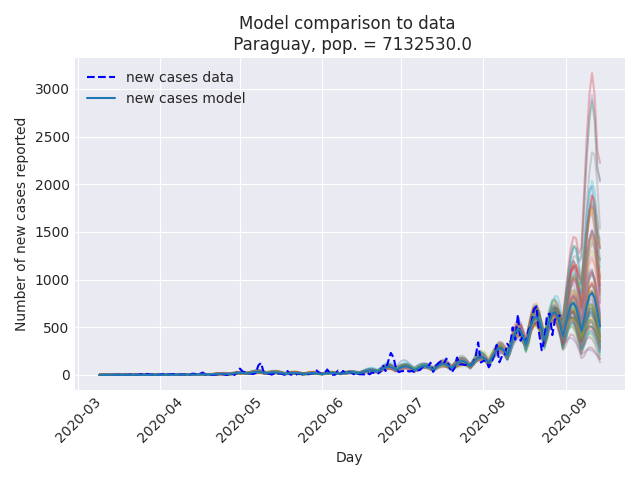 Model comparison to data
Paraguay, pop. = 7132530.0
new cases data
new cases model
Number of new cases reported
3000
2500
2000
1500
1000
500
0
2020-03
2020-04
2020-05
2020-06
2020-07
2020-08
2020-09
Day